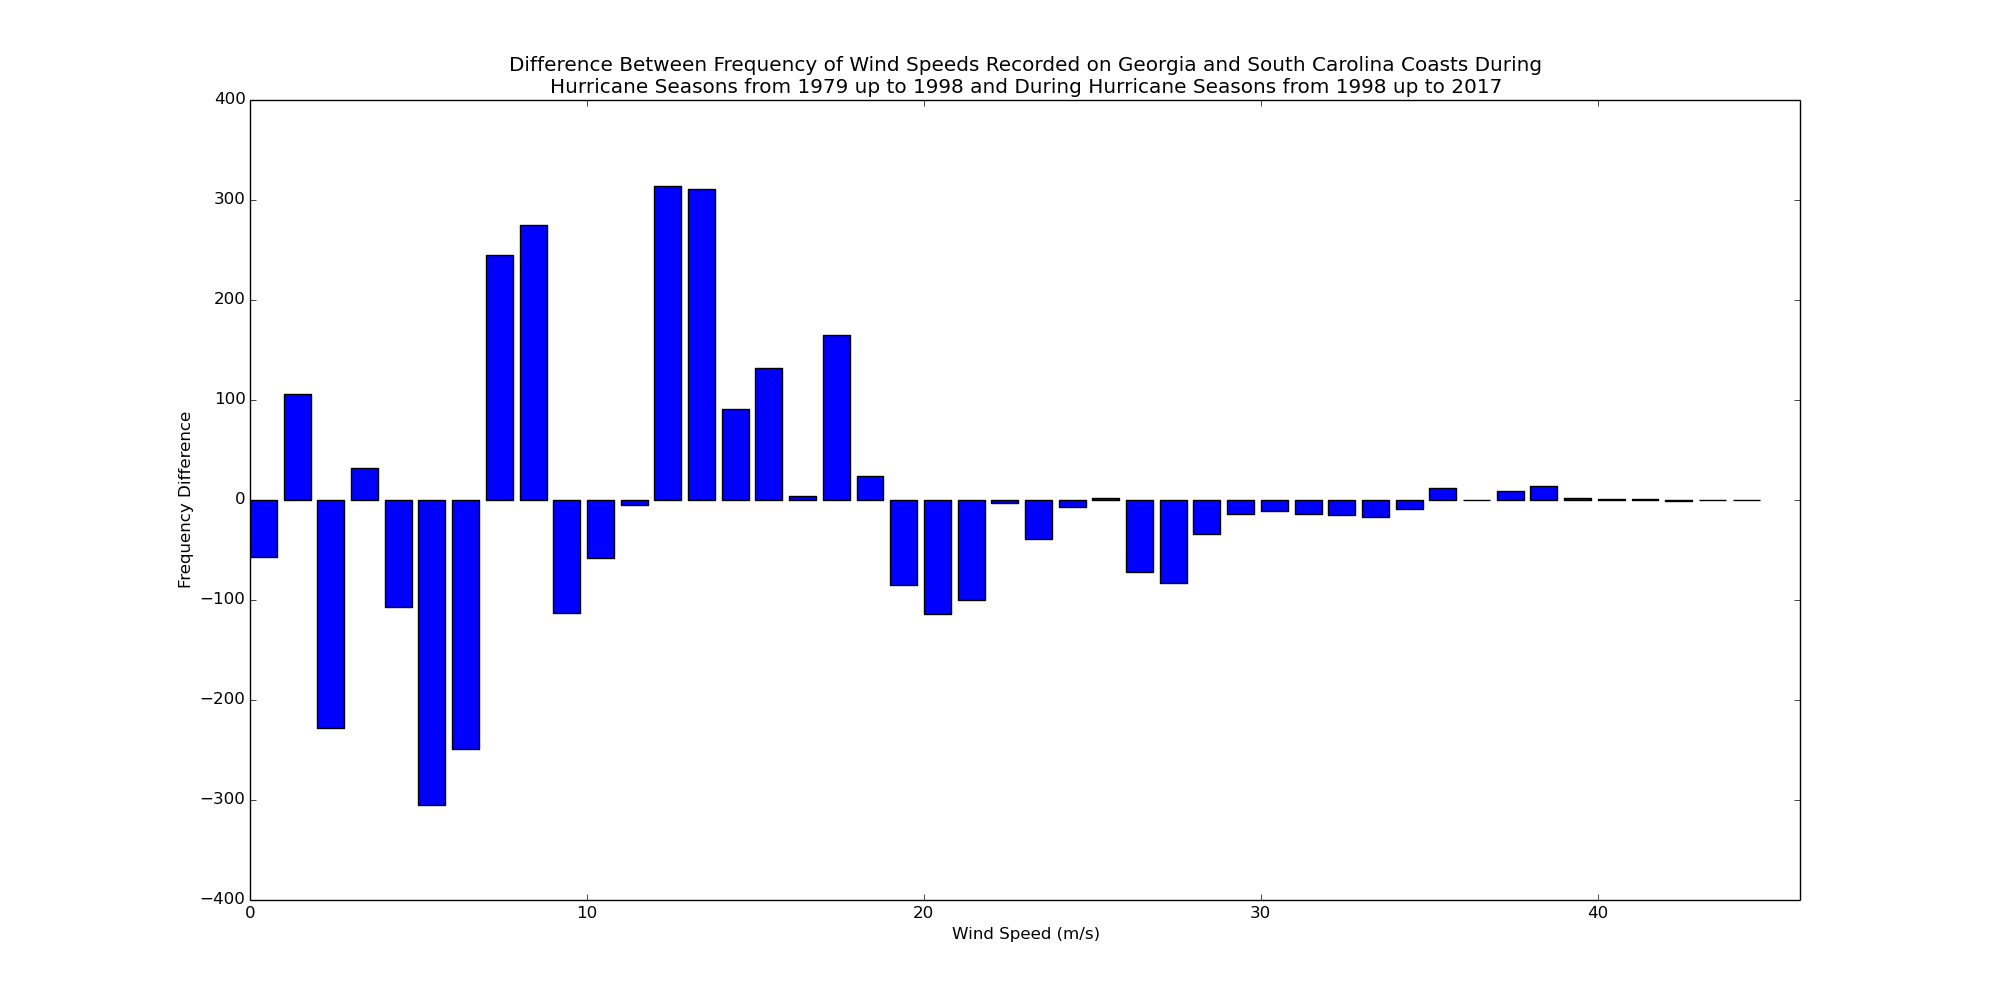 Difference Between Frequency of Wind Speeds Recorded on Georgia and South Carolina Coasts During
Hurricane Seasons from 1979 up to 1998 and During Hurricane Seasons from 1998 up to 2017
400
300
200
100
0
−100
−200
−300
−400
Frequency Difference
0 10 20 30 40
Wind Speed (m/s)